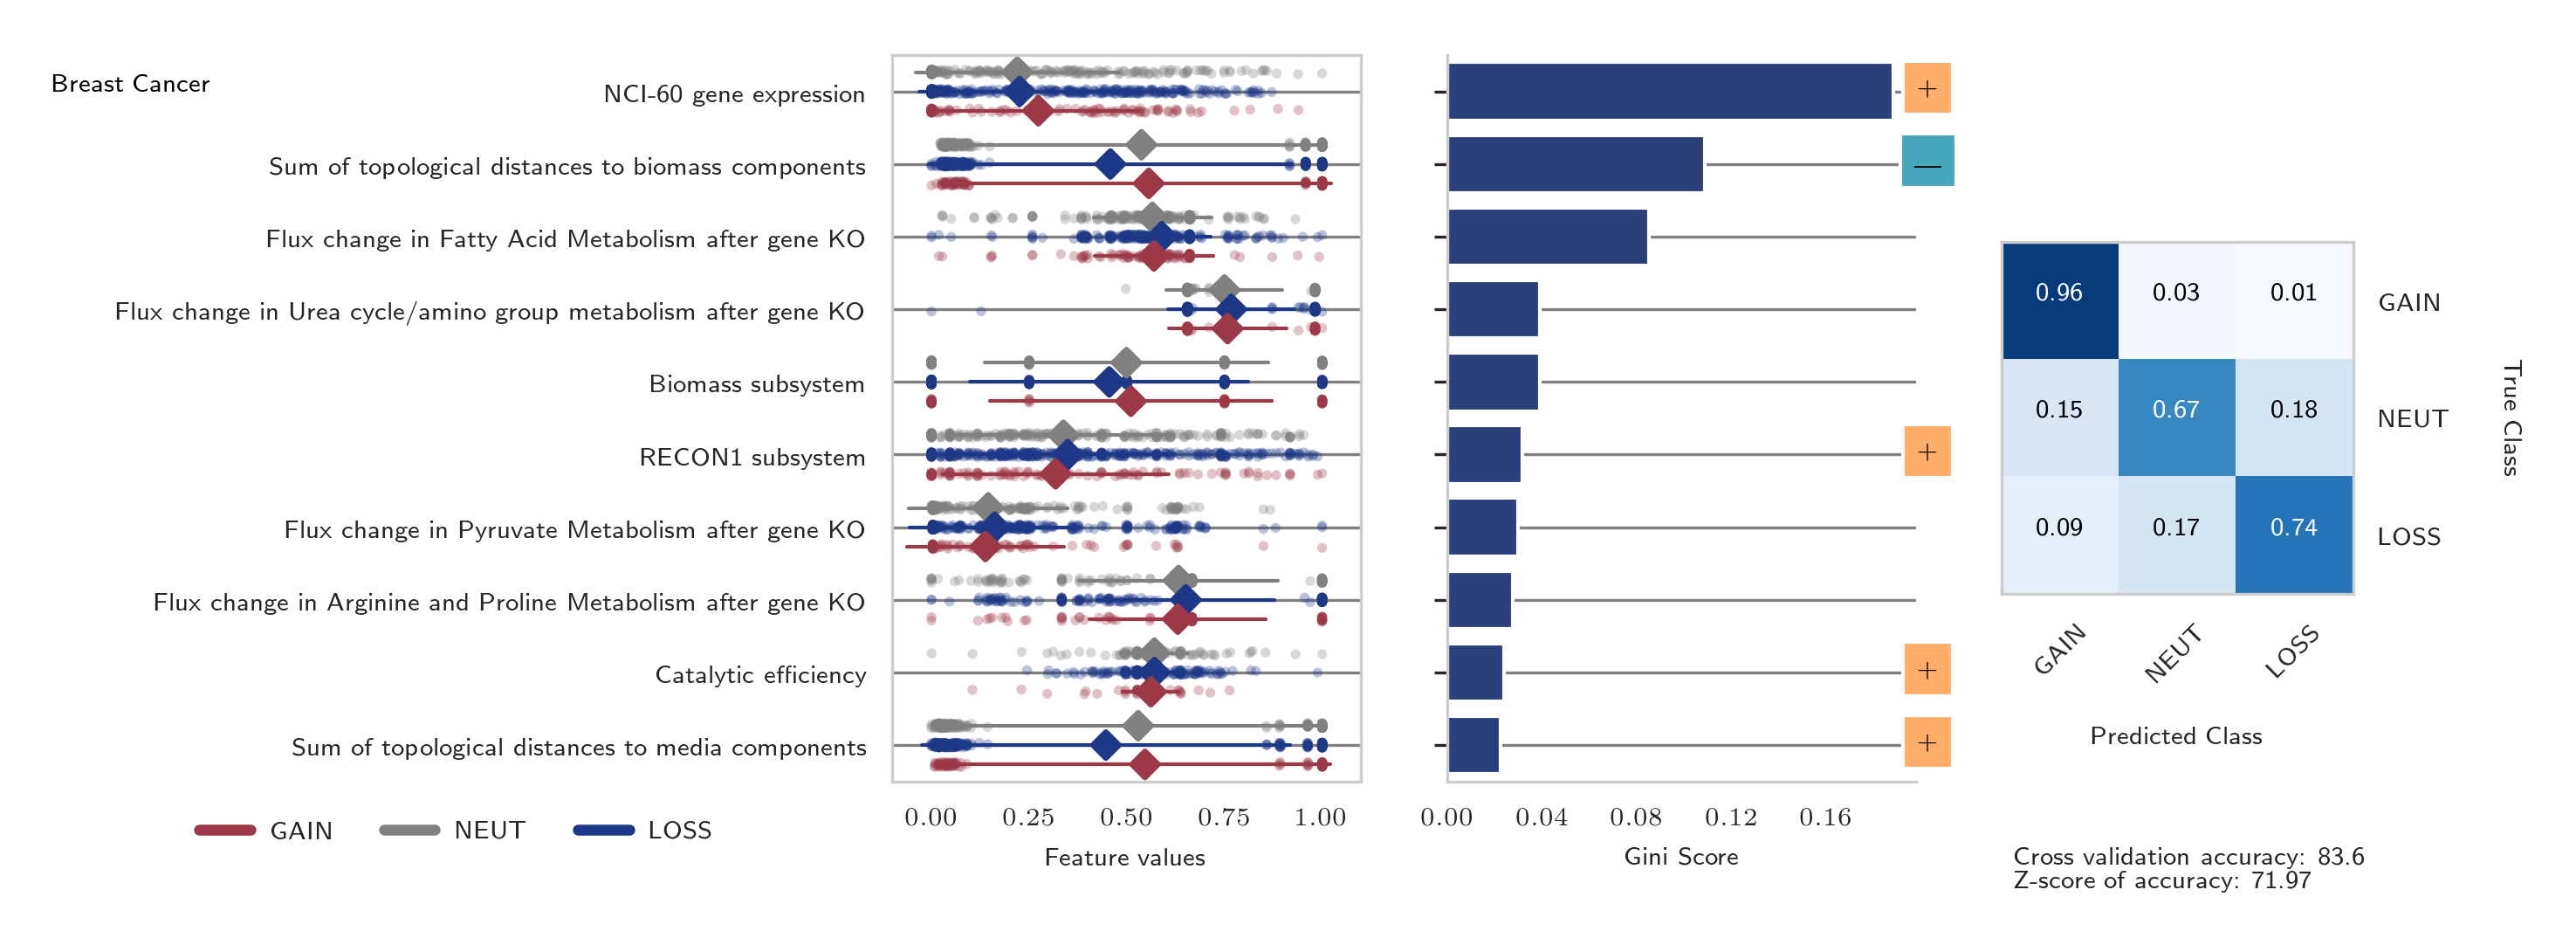 Breast Cancer
NCI-60 gene expression
Sum of topological distances to biomass components
Flux change in Fatty Acid Metabolism after gene KO
Flux change in Urea cycle/amino group metabolism after gene KO
Biomass subsystem
RECON1 subsystem
Flux change in Pyruvate Metabolism after gene KO
Flux change in Arginine and Proline Metabolism after gene KO
Catalytic efficiency
Sum of topological distances to media components
GAIN NEUT LOSS
0.00 0.25 0.50 0.75 1.00
Feature values
+
—
+
+
+
0.00 0.04 0.08 0.12 0.16
Gini Score
0.96 0.03 0.01 GAIN
0.15 0.67 0.18 NEUT
0.09 0.17 0.74 LOSS
True Class
GAIN NEUT LOSS
Predicted Class
Cross validation accuracy: 83.6
Z-score of accuracy: 71.97